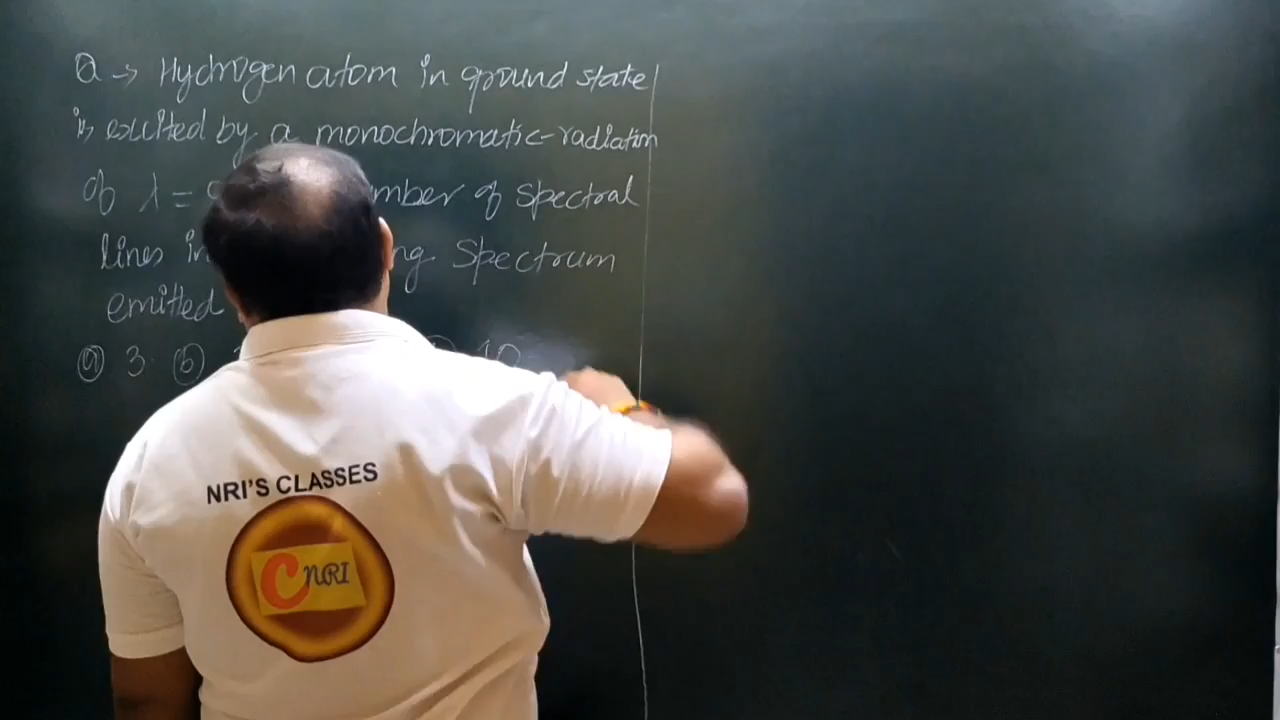 Q → Hydrogen atom in ground state
is excited by a monochromatic-radiation
of λ = mber of spectral
lines in ng Spectrum
emitted
(a) 3. (b) 10
NRI'S CLASSES
C NRI